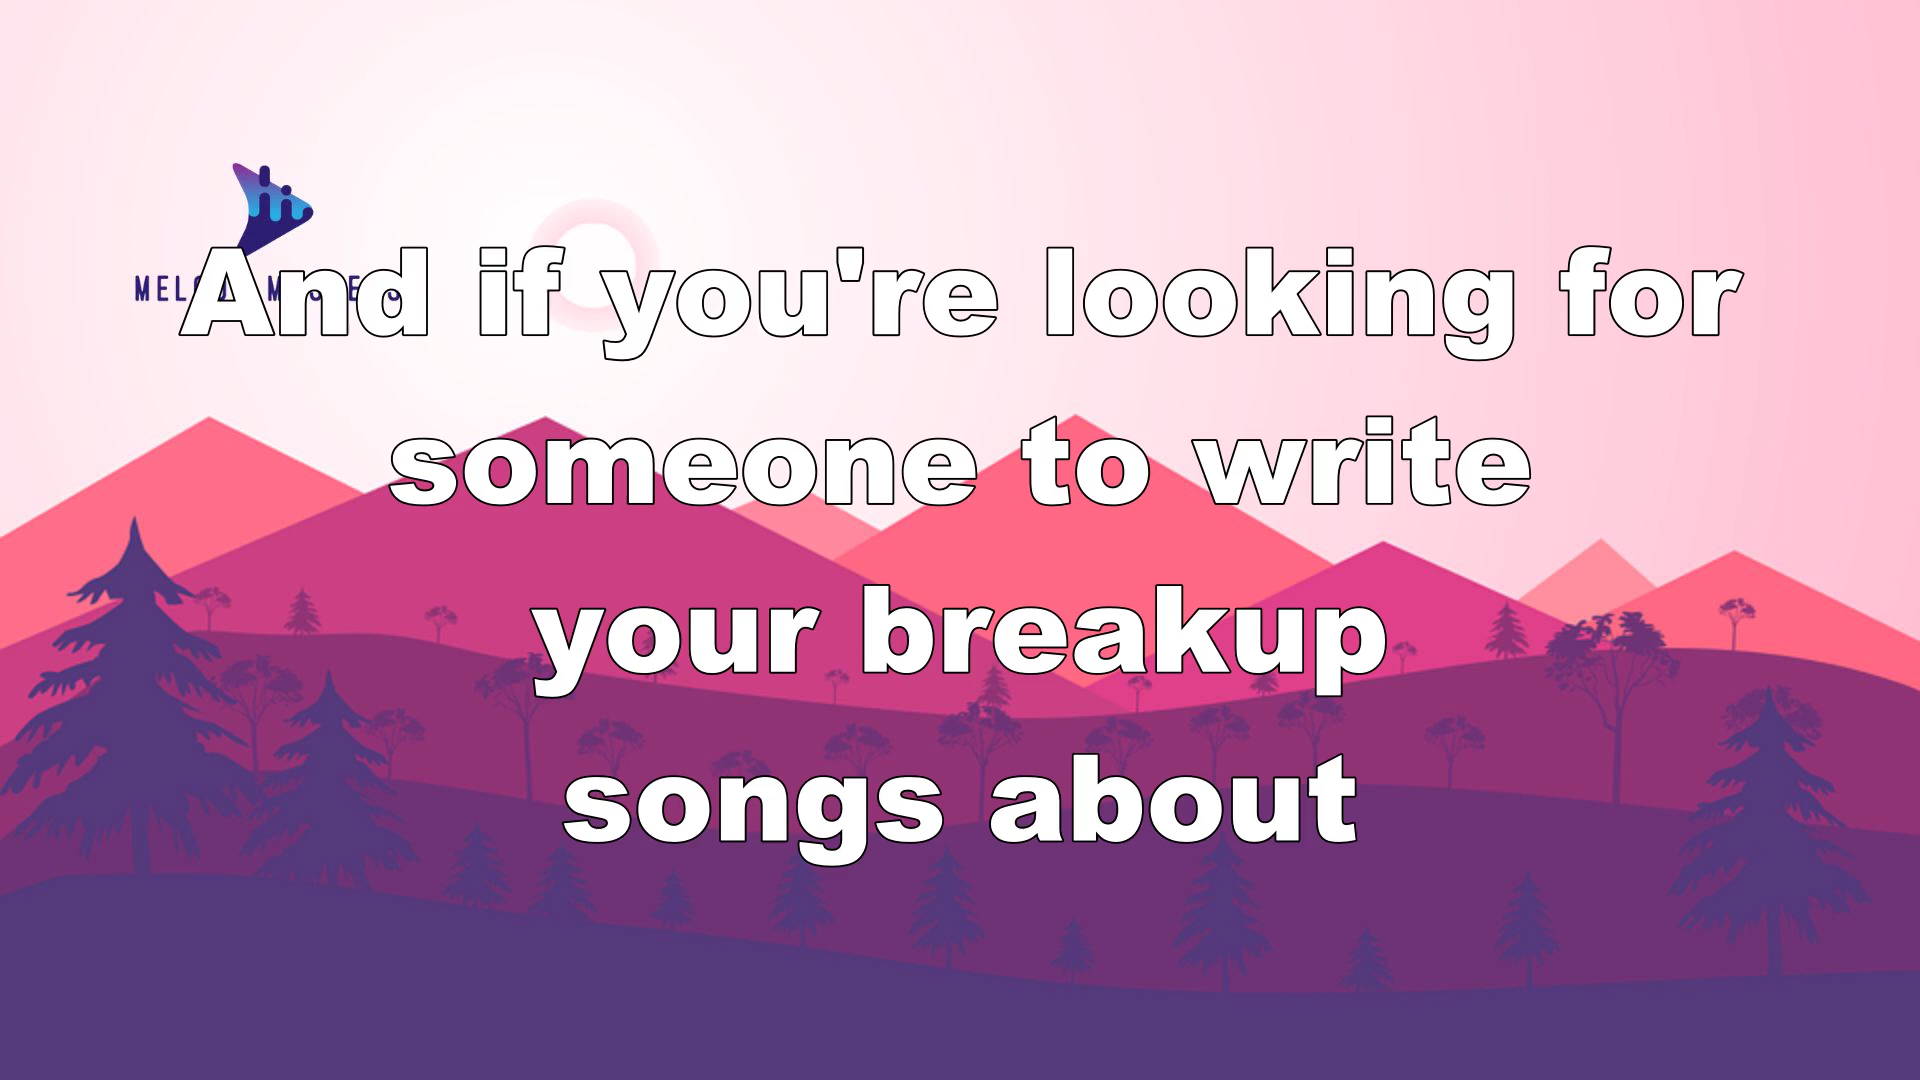 And if you're looking for
someone to write
your breakup
songs about